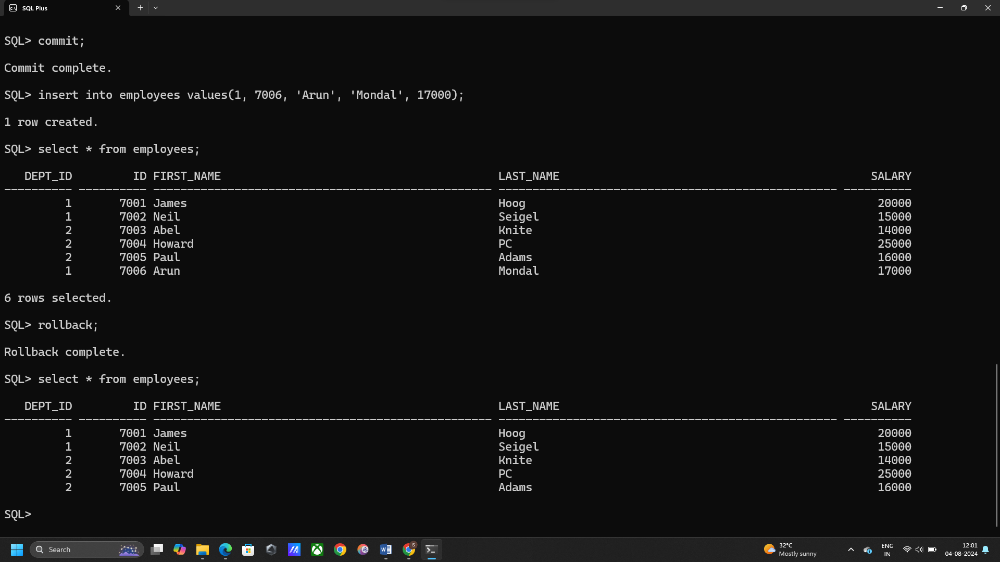 SQL Plus
SQL> commit;
Commit complete.
SQL> insert into employees values(1, 7006, 'Arun', 'Mondal', 17000);
1 row created.
SQL> select * from employees;
DEPT_ID ID FIRST_NAME LAST_NAME SALARY
---------- ---------- -------------------------------------------------- -------------------------------------------------- ----------
1 7001 James Hoog 20000
1 7002 Neil Seigel 15000
2 7003 Abel Knite 14000
2 7004 Howard PC 25000
2 7005 Paul Adams 16000
1 7006 Arun Mondal 17000
6 rows selected.
SQL> rollback;
Rollback complete.
SQL> select * from employees;
DEPT_ID ID FIRST_NAME LAST_NAME SALARY
---------- ---------- -------------------------------------------------- -------------------------------------------------- ----------
1 7001 James Hoog 20000
1 7002 Neil Seigel 15000
2 7003 Abel Knite 14000
2 7004 Howard PC 25000
2 7005 Paul Adams 16000
SQL>
Search
32°C
Mostly sunny
ENG
IN
12:01
04-08-2024